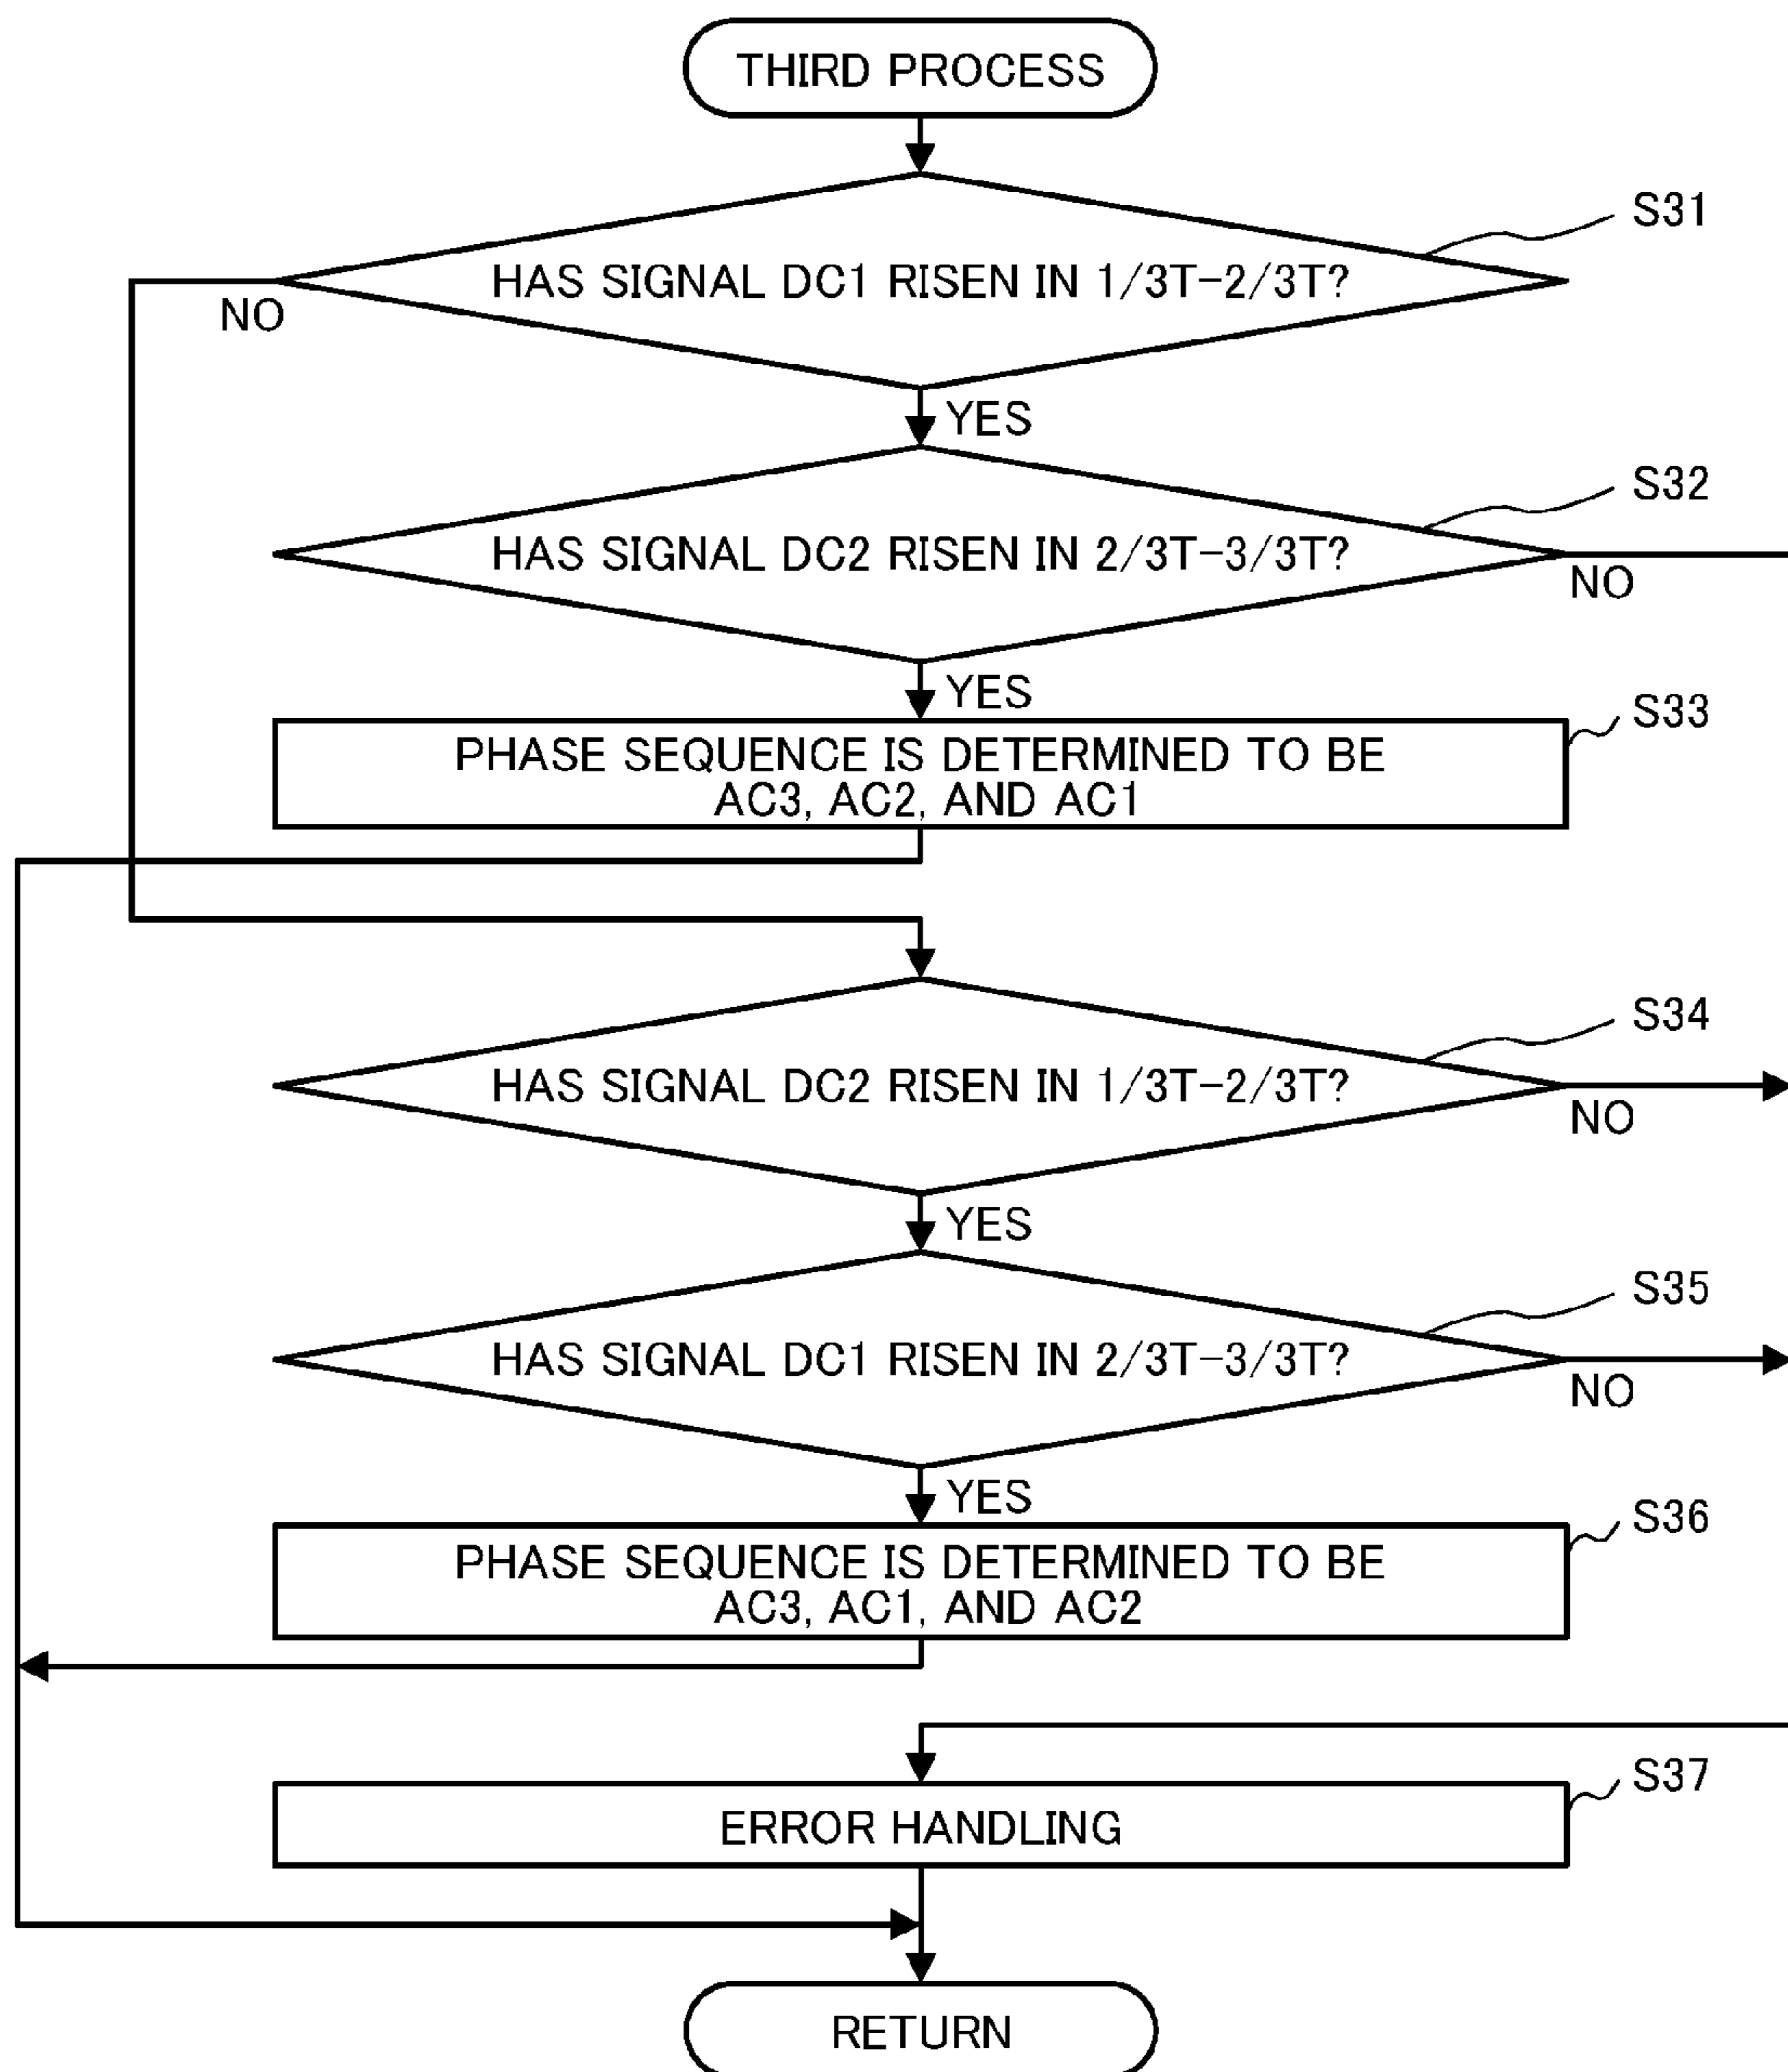 THIRD PROCESS
S31
HAS SIGNAL DC1 RISEN IN 1/3T-2/3T?
NO
YES
S32
HAS SIGNAL DC2 RISEN IN 2/3T-3/3T?
NO
YES
S33
PHASE SEQUENCE IS DETERMINED TO BE
AC3, AC2, AND AC1
S34
HAS SIGNAL DC2 RISEN IN 1/3T-2/3T?
NO
YES
S35
HAS SIGNAL DC1 RISEN IN 2/3T-3/3T?
NO
YES
S36
PHASE SEQUENCE IS DETERMINED TO BE
AC3, AC1, AND AC2
S37
ERROR HANDLING
RETURN